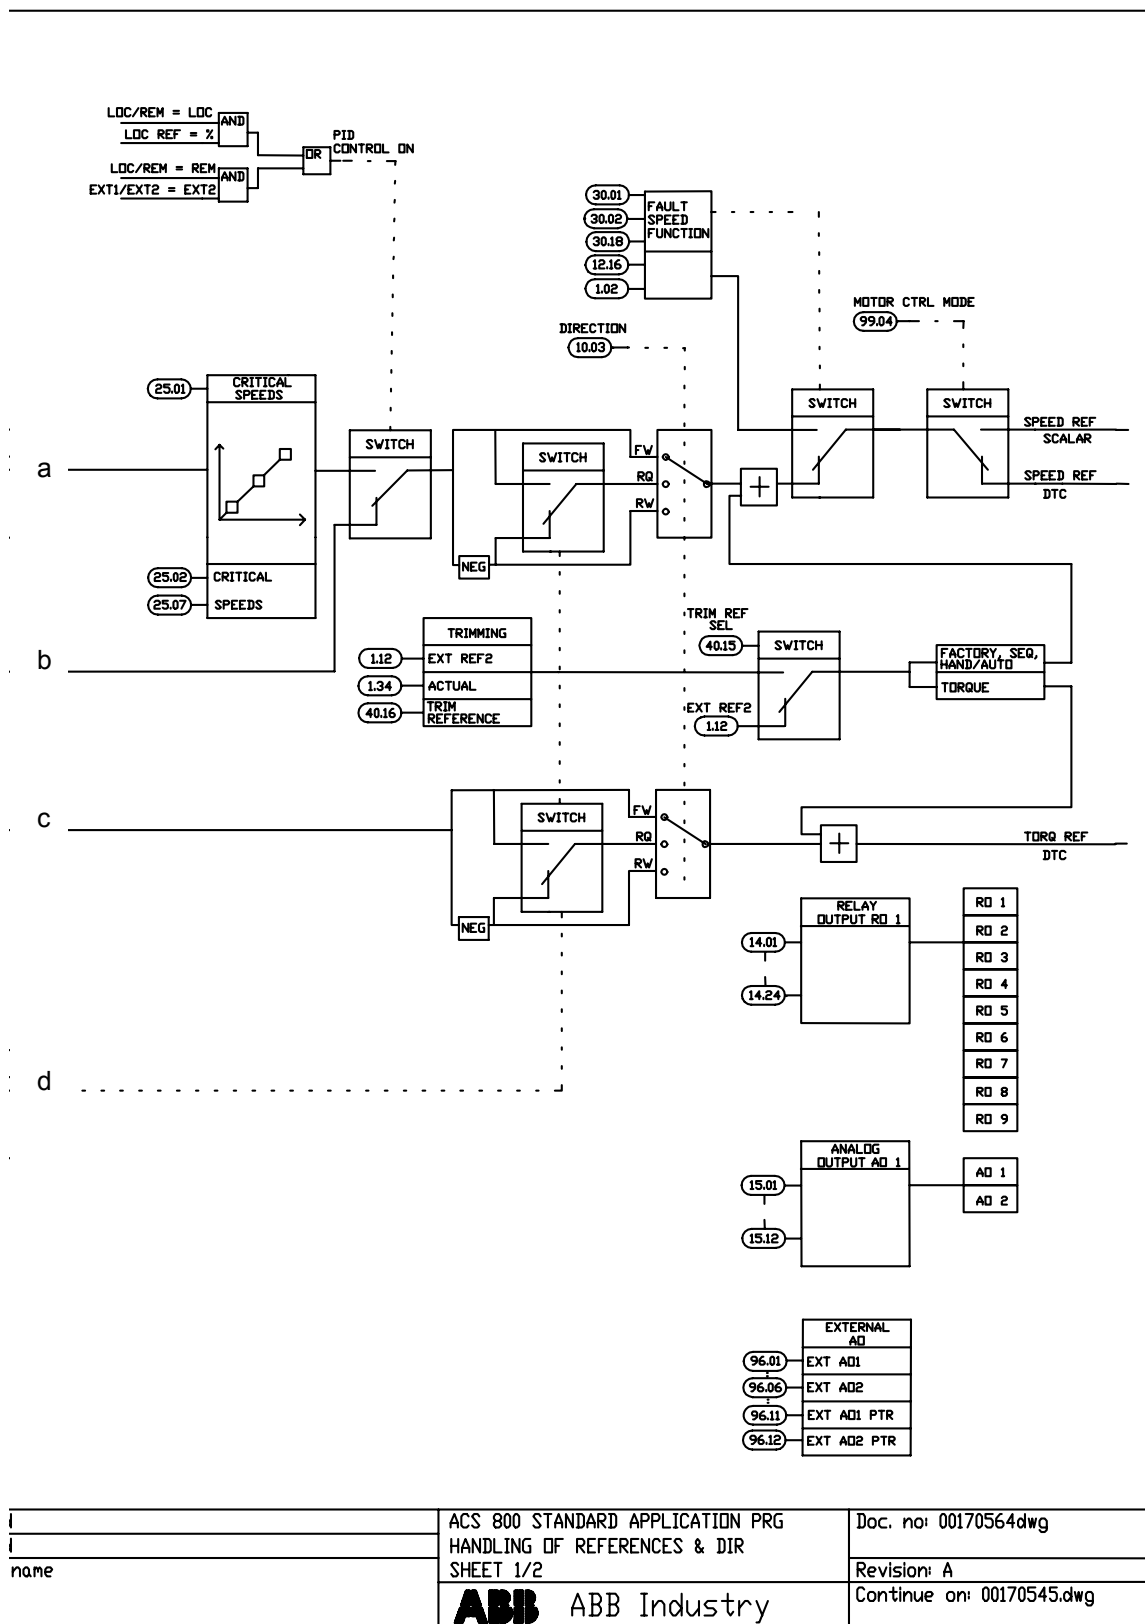 LOC/REM = LOC
AND
LOC REF = %
PID
CONTROL ON
OR
LOC/REM = REM
AND
EXT1/EXT2 = EXT2
30.01
FAULT
30.02
SPEED
30.18
FUNCTION
12.16
1.02
MOTOR CTRL MODE
99.04
DIRECTION
10.03
25.01
CRITICAL
SPEEDS
SWITCH
SWITCH
SPEED REF
SCALAR
SWITCH
SWITCH
FW
a
RQ
SPEED REF
DTC
RW
NEG
25.02
CRITICAL
25.07
SPEEDS
TRIM REF
SEL
40.15
SWITCH
TRIMMING
b
1.12
EXT REF2
FACTORY, SEQ,
HAND/AUTO
1.34
ACTUAL
TORQUE
40.16
TRIM
REFERENCE
EXT REF2
1.12
c
SWITCH
FW
RQ
RW
TORQ REF
DTC
NEG
RELAY
OUTPUT RO 1
14.01
14.24
RO 1
RO 2
RO 3
RO 4
RO 5
RO 6
RO 7
RO 8
RO 9
d
ANALOG
OUTPUT AO 1
15.01
15.12
AO 1
AO 2
EXTERNAL
AO
96.01
EXT AO1
96.06
EXT AO2
96.11
EXT AO1 PTR
96.12
EXT AO2 PTR
name
ACS 800 STANDARD APPLICATION PRG
HANDLING OF REFERENCES & DIR
SHEET 1/2
Doc. no: 00170564dwg
Revision: A
ABB ABB Industry
Continue on: 00170545.dwg